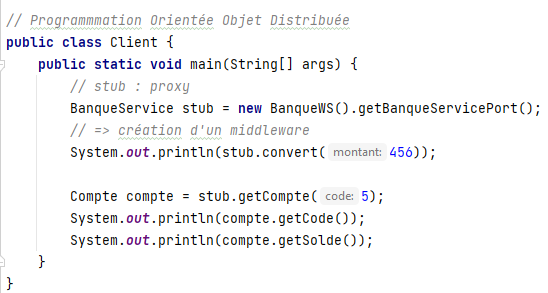 // Programmmation Orientée Objet Distribuée
public class Client {
public static void main(String[] args) {
// stub : proxy
BanqueService stub = new BanqueWS().getBanqueServicePort();
// => création d'un middleware
System.out.println(stub.convert( montant: 456));
Compte compte = stub.getCompte( code: 5);
System.out.println(compte.getCode());
System.out.println(compte.getSolde());
}
}